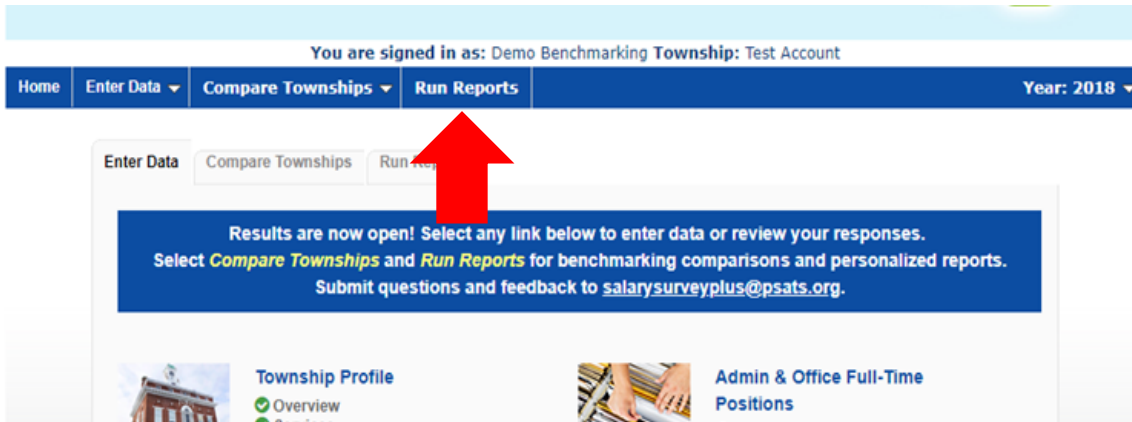 You are signed in as: Demo Benchmarking Township: Test Account
Home Enter Data Compare Townships Run Reports Year: 2018
Enter Data Compare Townships Run
Results are now open! Select any link below to enter data or review your responses.
Select Compare Townships and Run Reports for benchmarking comparisons and personalized reports.
Submit questions and feedback to salarysurveyplus@psats.org.
Township Profile
Overview
Admin & Office Full-Time
Positions